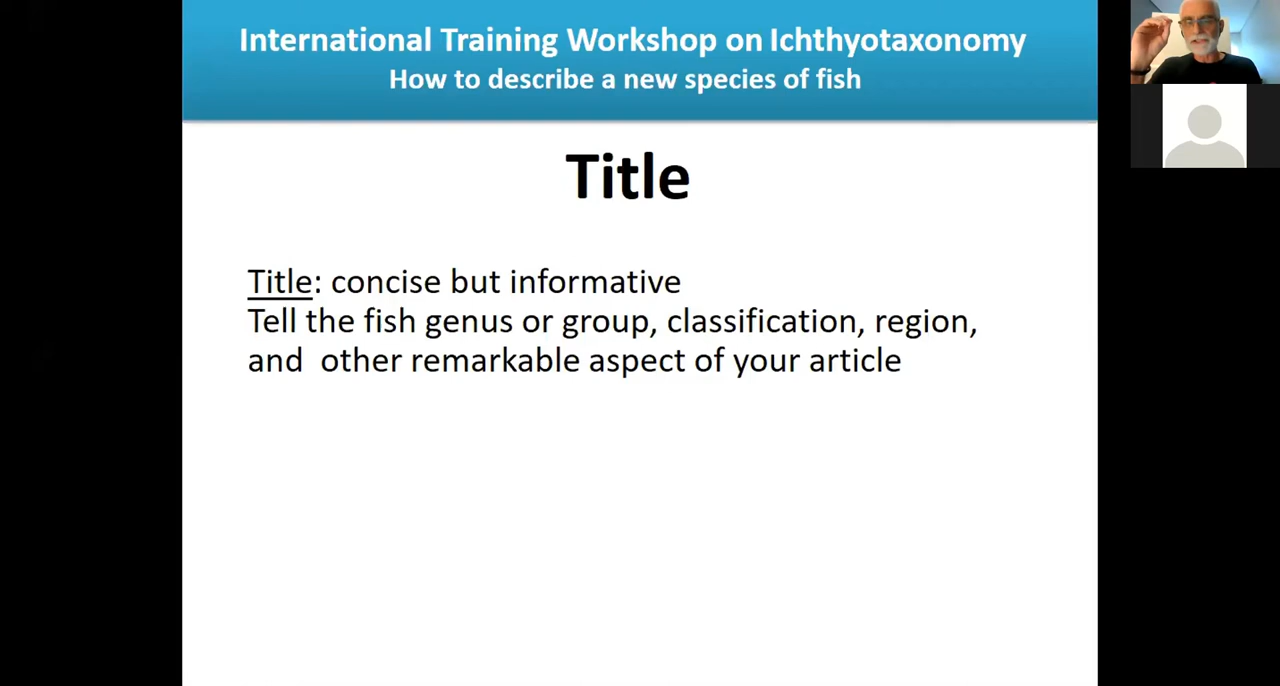 International Training Workshop on Ichthyotaxonomy
How to describe a new species of fish
Title
Title: concise but informative
Tell the fish genus or group, classification, region,
and  other remarkable aspect of your article